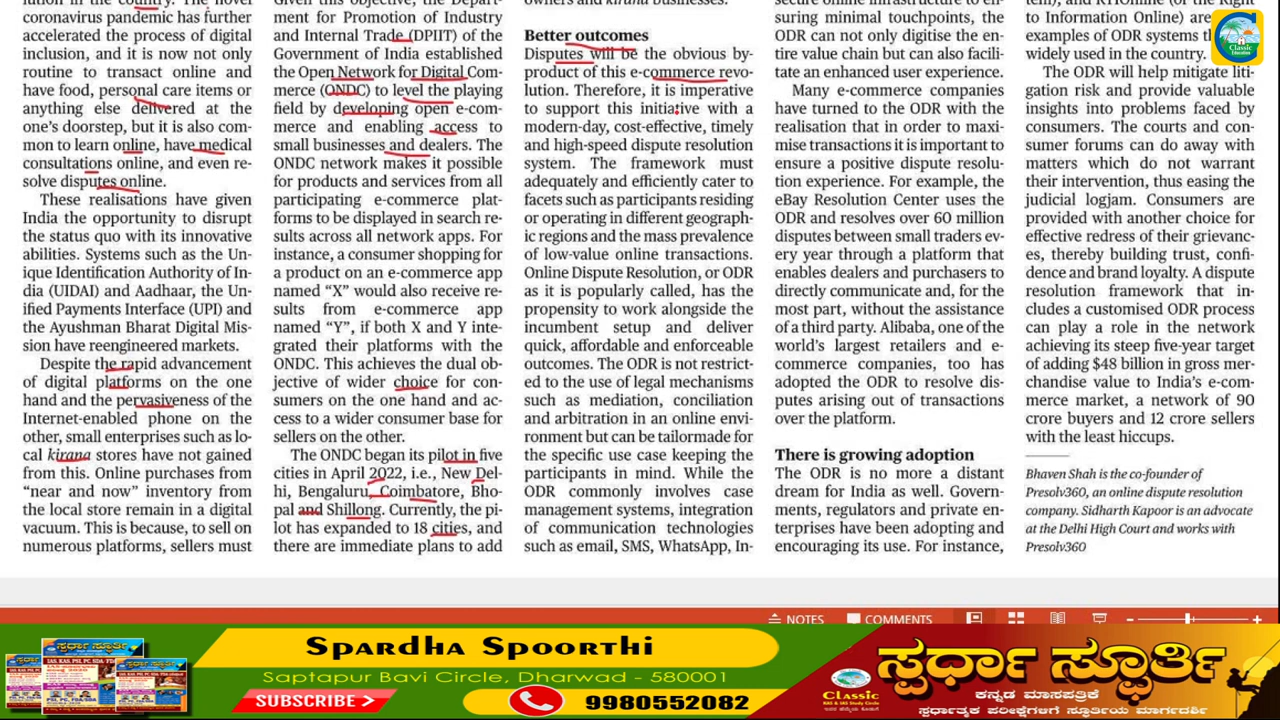 lution in the country. The novel
coronavirus pandemic has further
accelerated the process of digital
inclusion, and it is now not only
routine to transact online and
have food, personal care items or
anything else delivered at the
one's doorstep, but it is also com-
mon to learn online, have medical
consultations online, and even re-
solve disputes online.
These realisations have given
India the opportunity to disrupt
the status quo with its innovative
abilities. Systems such as the Un-
ique Identification Authority of In-
dia (UIDAI) and Aadhaar, the Un-
ified Payments Interface (UPI) and
the Ayushman Bharat Digital Mis-
sion have reengineered markets.
Despite the rapid advancement
of digital platforms on the one
hand and the pervasiveness of the
Internet-enabled phone on the
other, small enterprises such as lo-
cal kirana stores have not gained
from this. Online purchases from
"near and now" inventory from
the local store remain in a digital
vacuum. This is because, to sell on
numerous platforms, sellers must
Given this objective, the Depart-
ment for Promotion of Industry
and Internal Trade (DPIIT) of the
Government of India established
the Open Network for Digital Com-
merce (ONDC) to level the playing
field by developing open e-com-
merce and enabling access to
small businesses and dealers. The
ONDC network makes it possible
for products and services from all
participating e-commerce plat-
forms to be displayed in search re-
sults across all network apps. For
instance, a consumer shopping for
a product on an e-commerce app
named "X" would also receive re-
sults from e-commerce app
named "Y", if both X and Y inte-
grated their platforms with the
ONDC. This achieves the dual ob-
jective of wider choice for con-
sumers on the one hand and ac-
cess to a wider consumer base for
sellers on the other.
The ONDC began its pilot in five
cities in April 2022, i.e., New Del-
hi, Bengaluru, Coimbatore, Bho-
pal and Shillong. Currently, the pi-
lot has expanded to 18 cities, and
there are immediate plans to add
owners and kirana businesses.
Better outcomes
Disputes will be the obvious by-
product of this e-commerce revo-
lution. Therefore, it is imperative
to support this initiative with a
modern-day, cost-effective, timely
and high-speed dispute resolution
system. The framework must
adequately and efficiently cater to
facets such as participants residing
or operating in different geograph-
ic regions and the mass prevalence
of low-value online transactions.
Online Dispute Resolution, or ODR
as it is popularly called, has the
propensity to work alongside the
incumbent setup and deliver
quick, affordable and enforceable
outcomes. The ODR is not restrict-
ed to the use of legal mechanisms
such as mediation, conciliation
and arbitration in an online envi-
ronment but can be tailormade for
the specific use case keeping the
participants in mind. While the
ODR commonly involves case
management systems, integration
of communication technologies
such as email, SMS, WhatsApp, In-
secure online infrastructure to en-
suring minimal touchpoints, the
ODR can not only digitise the en-
tire value chain but can also facili-
tate an enhanced user experience.
Many e-commerce companies
have turned to the ODR with the
realisation that in order to maxi-
mise transactions it is important to
ensure a positive dispute resolu-
tion experience. For example, the
eBay Resolution Center uses the
ODR and resolves over 60 million
disputes between small traders ev-
ery year through a platform that
enables dealers and purchasers to
directly communicate and, for the
most part, without the assistance
of a third party. Alibaba, one of the
world's largest retailers and e-
commerce companies, too has
adopted the ODR to resolve dis-
putes arising out of transactions
over the platform.
There is growing adoption
The ODR is no more a distant
dream for India as well. Govern-
ments, regulators and private en-
terprises have been adopting and
encouraging its use. For instance,
tem), and RTIOnline (or the Right
to Information Online) are
examples of ODR systems
widely used in the country.
The ODR will help mitigate liti-
gation risk and provide valuable
insights into problems faced by
consumers. The courts and con-
sumer forums can do away with
matters which do not warrant
their intervention, thus easing the
judicial logjam. Consumers are
provided with another choice for
effective redress of their grievanc-
es, thereby building trust, confi-
dence and brand loyalty. A dispute
resolution framework that in-
cludes a customised ODR process
can play a role in the network
achieving its steep five-year target
of adding $48 billion in gross mer-
chandise value to India's e-com-
merce market, a network of 90
crore buyers and 12 crore sellers
with the least hiccups.
Bhaven Shah is the co-founder of
Presolv360, an online dispute resolution
company. Sidharth Kapoor is an advocate
at the Delhi High Court and works with
Presolv360
Classic
Education
NOTES
COMMENTS
Spardha Spoorthi
Saptapur Bavi Circle, Dharwad - 580001
SUBSCRIBE
9980552082
Classic
KAS & IAS Study Circle
ಸ್ಪರ್ಧಾ ಸ್ಫೂರ್ತಿ
ಕನ್ನಡ ಮಾಸಪತ್ರಿಕೆ
ಸ್ಪರ್ಧಾತ್ಮಕ ಪರೀಕ್ಷೆಗಳಿಗೆ ಸ್ಫೂರ್ತಿಯ ಮಾರ್ಗದರ್ಶಿ